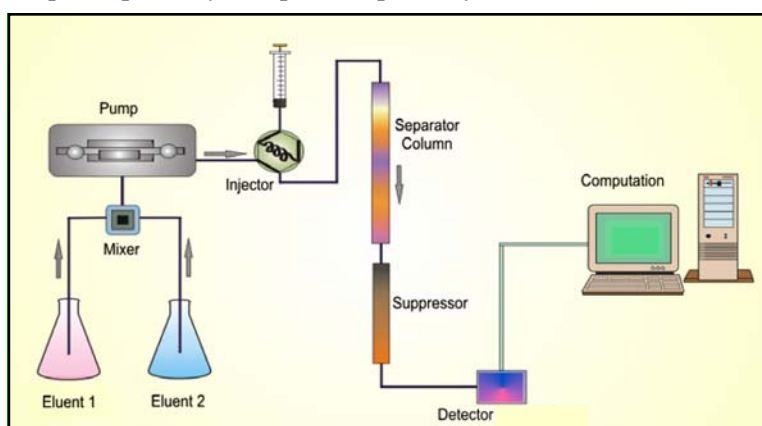 Pump
Injector
Mixer
Eluent 1
Eluent 2
Separator
Column
Suppressor
Detector
Computation